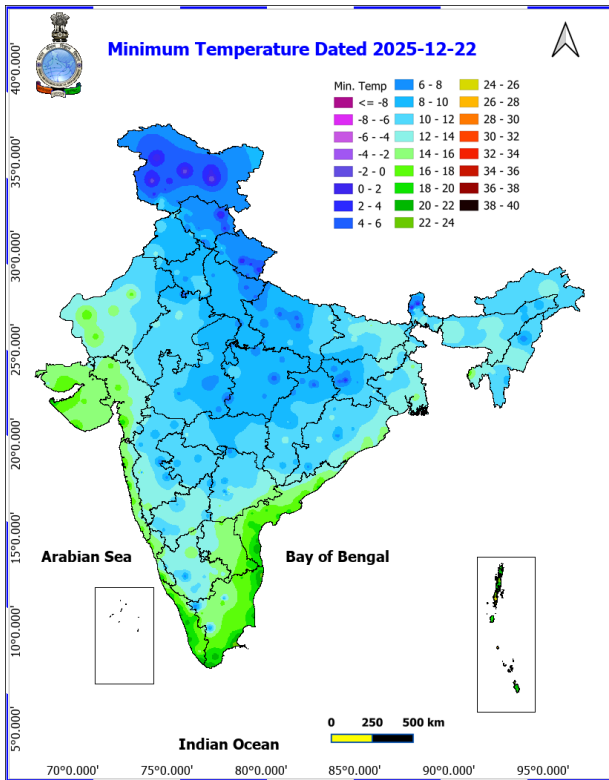 Minimum Temperature Dated 2025-12-22
Min. Temp
<= -8
-8 - -6
-6 - -4
-4 - -2
-2 - 0
0 - 2
2 - 4
4 - 6
6 - 8
8 - 10
10 - 12
12 - 14
14 - 16
16 - 18
18 - 20
20 - 22
22 - 24
24 - 26
26 - 28
28 - 30
30 - 32
32 - 34
34 - 36
36 - 38
38 - 40
40°0.000'
35°0.000'
30°0.000'
25°0.000'
20°0.000'
15°0.000'
10°0.000'
5°0.000'
Arabian Sea
Bay of Bengal
Indian Ocean
0 250 500 km
70°0.000' 75°0.000' 80°0.000' 85°0.000' 90°0.000' 95°0.000'